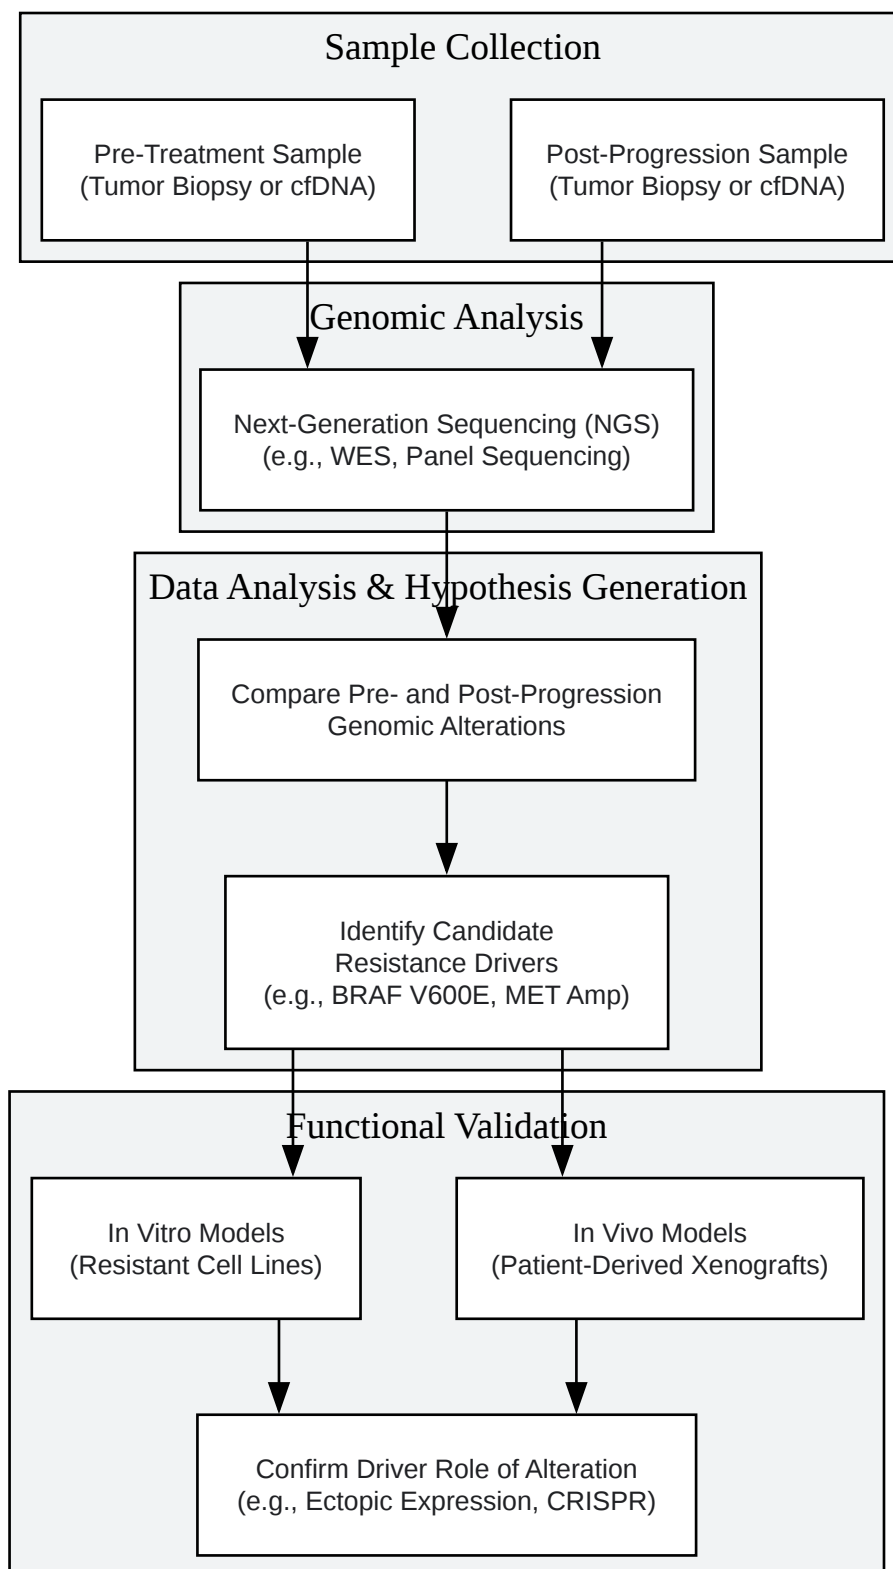 Sample Collection
Pre-Treatment Sample
(Tumor Biopsy or cfDNA)
Post-Progression Sample
(Tumor Biopsy or cfDNA)
Genomic Analysis
Next-Generation Sequencing (NGS)
(e.g., WES, Panel Sequencing)
Data Analysis & Hypothesis Generation
Compare Pre- and Post-Progression
Genomic Alterations
Identify Candidate
Resistance Drivers
(e.g., BRAF V600E, MET Amp)
Functional Validation
In Vitro Models
(Resistant Cell Lines)
In Vivo Models
(Patient-Derived Xenografts)
Confirm Driver Role of Alteration
(e.g., Ectopic Expression, CRISPR)